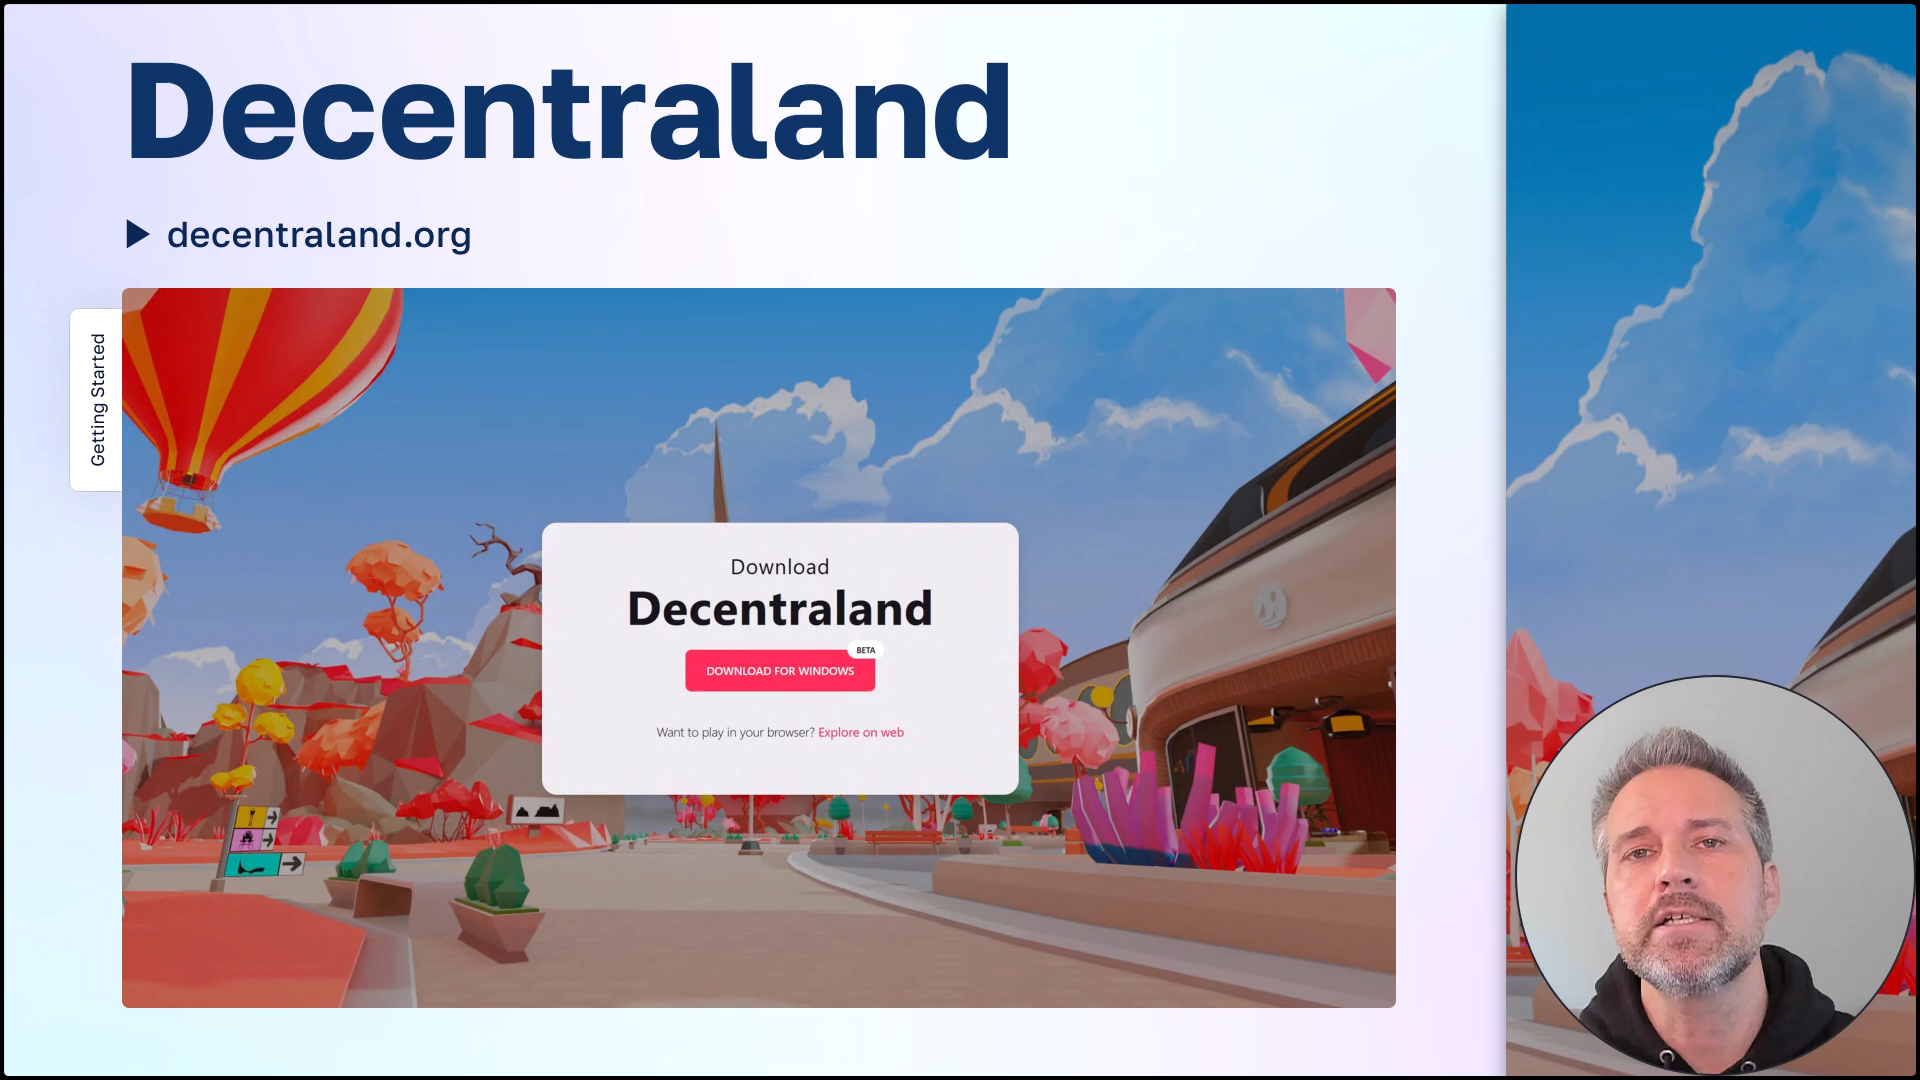 Decentraland
decentraland.org
Getting Started
Download
Decentraland
BETA
DOWNLOAD FOR WINDOWS
Want to play in your browser? Explore on web